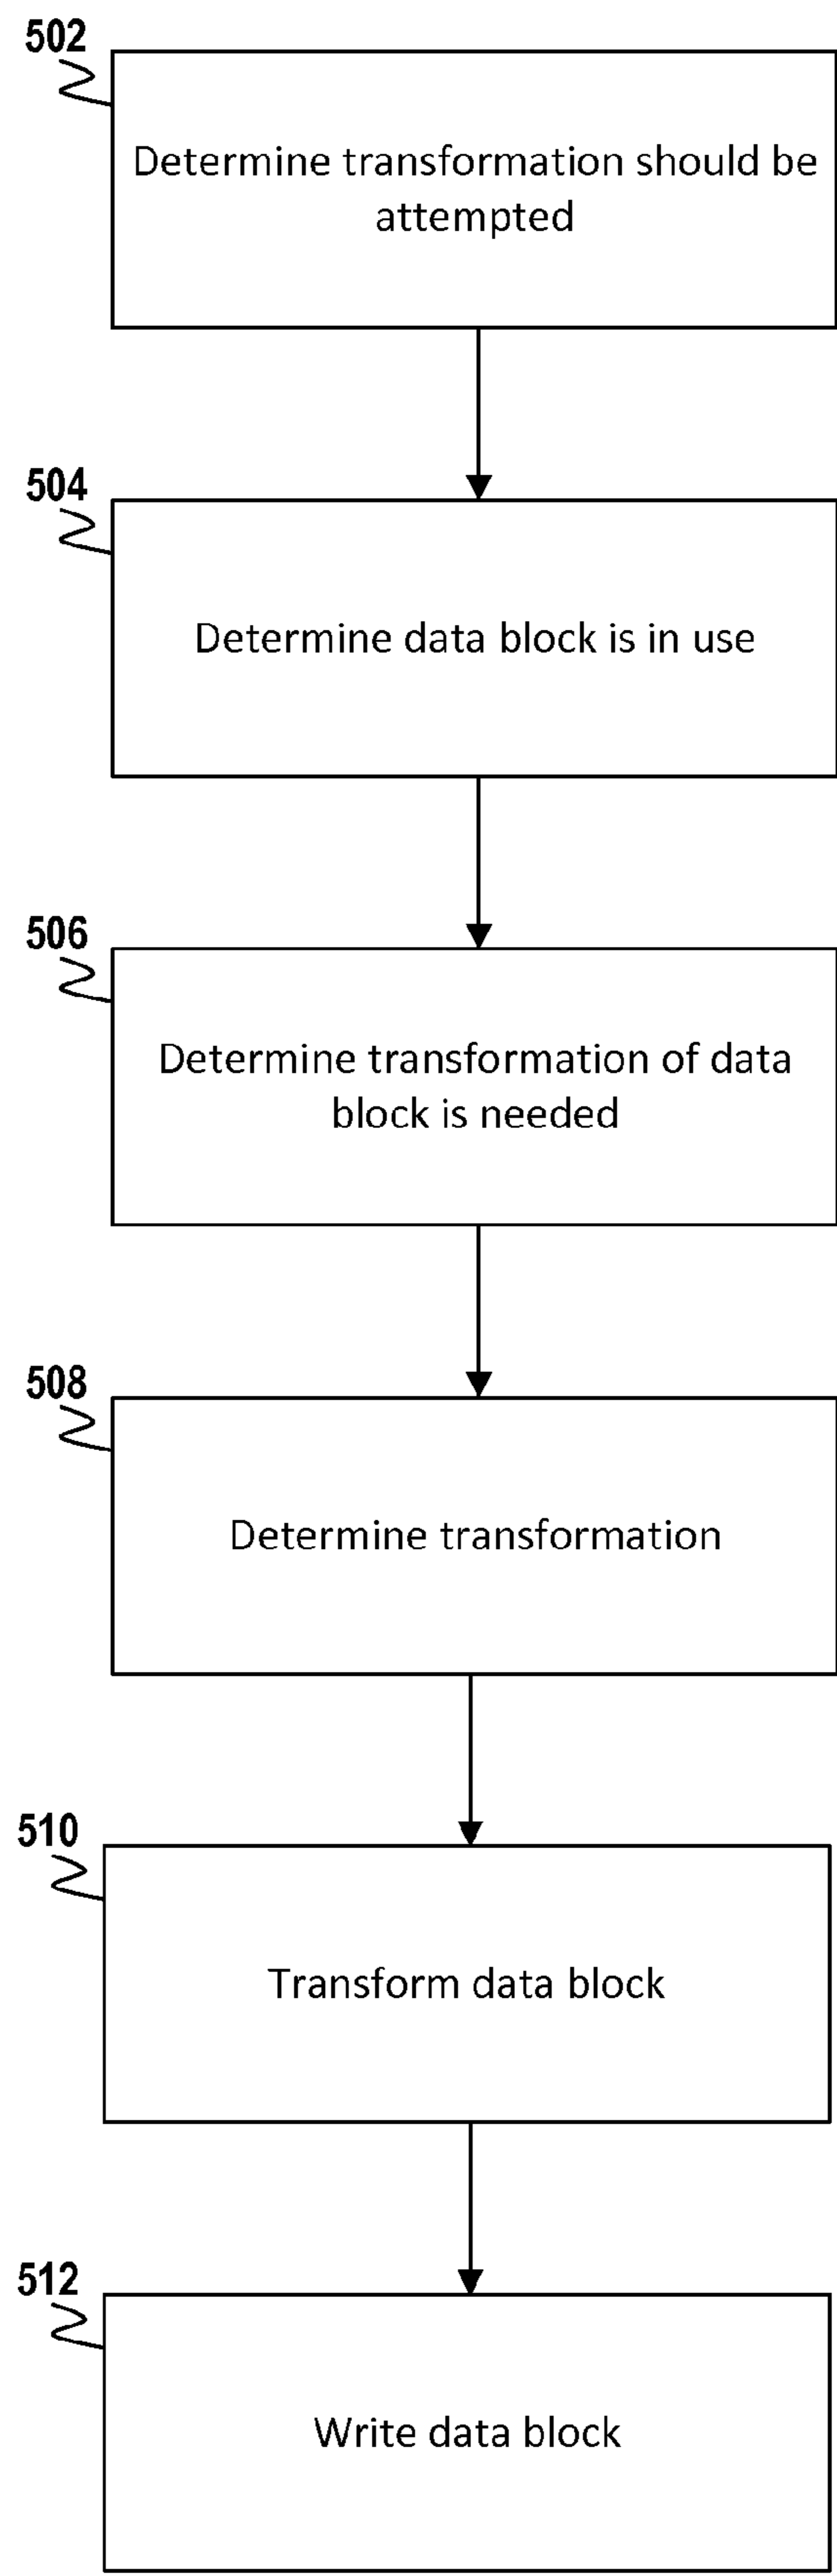 502
Determine transformation should be
attempted
504
Determine data block is in use
506
Determine transformation of data
block is needed
508
Determine transformation
510
Transform data block
512
Write data block